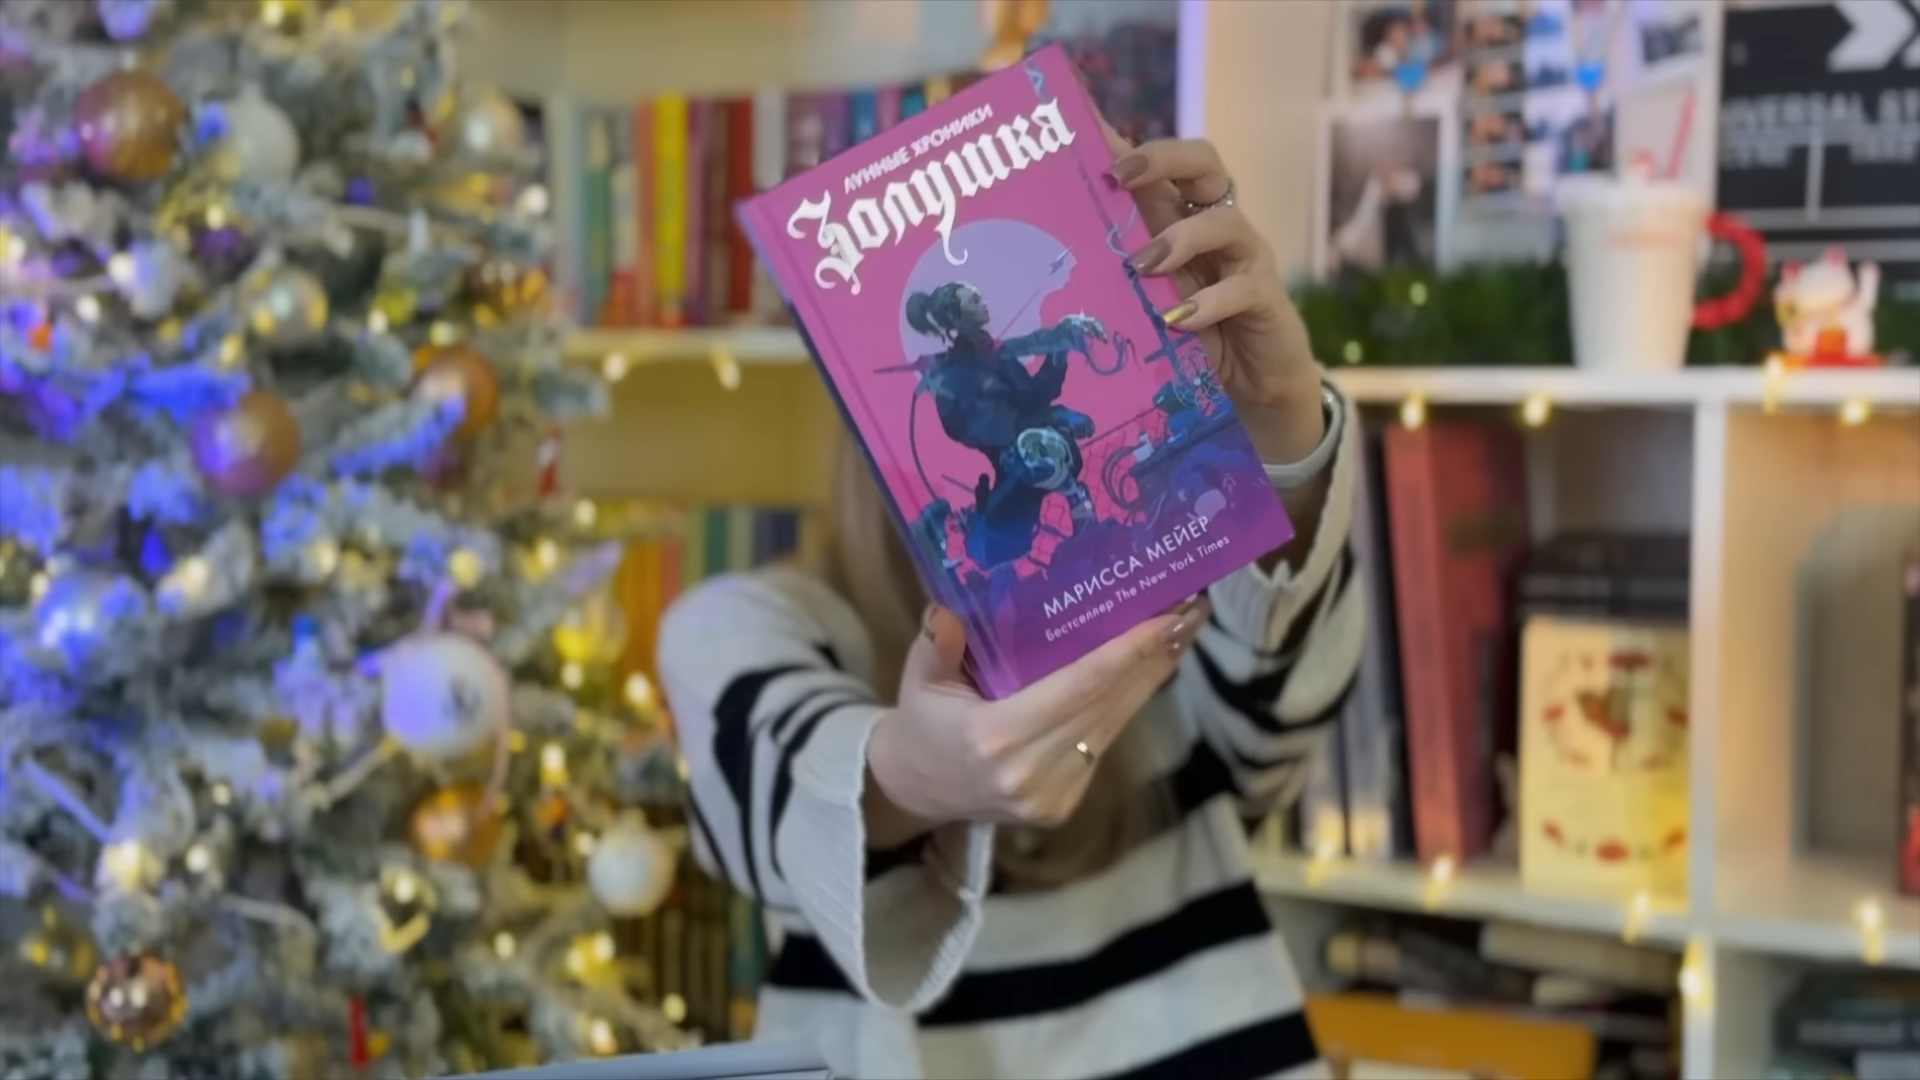 ЛУННЫЕ ХРОНИКИ
Золушка
МАРИССА МЕЙЕР
Бестселлер The New York Times